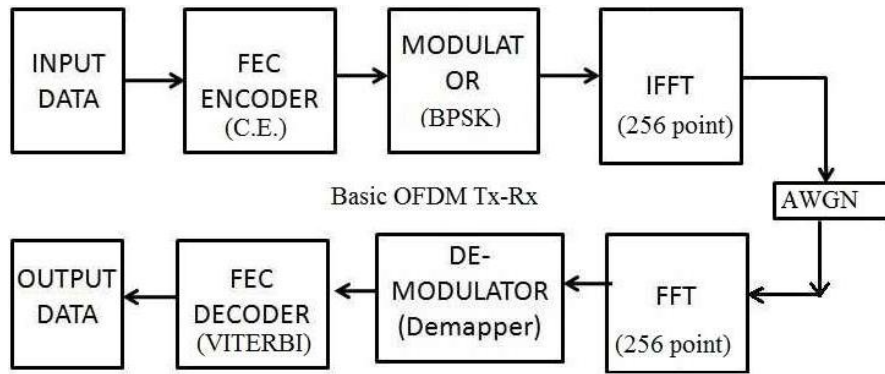 INPUT
DATA
FEC
ENCODER
(C.E.)
MODULAT
OR
(BPSK)
IFFT
(256 point)
Basic OFDM Tx-Rx
AWGN
OUTPUT
DATA
FEC
DECODER
(VITERBI)
DE-
MODULATOR
(Demapper)
FFT
(256 point)